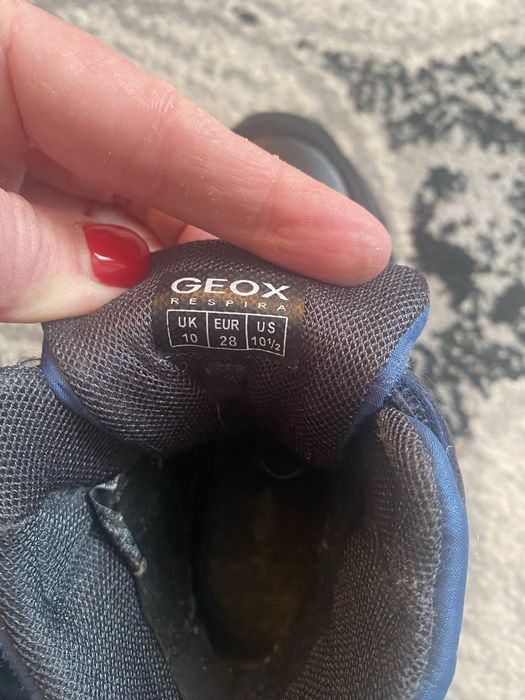 GEOX
RESPIRA
UK EUR US
10 28 10½